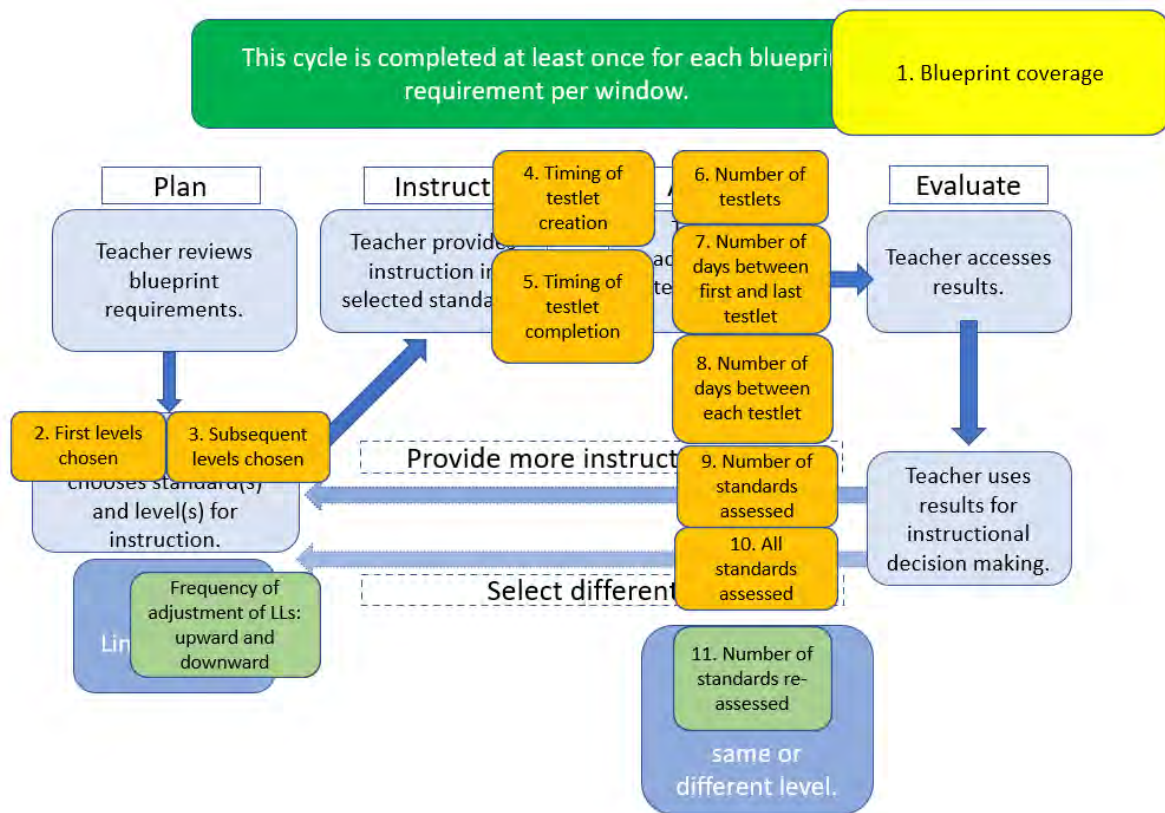 This cycle is completed at least once for each
requirement per window.
1. Blueprint coverage
Plan
Instruct
4. Timing of
testlet
creation
6. Number of
testlets
Evaluate
Teacher reviews
blueprint
requirements.
Teacher provides
instruction in
selected
5. Timing of
testlet
completion
7. Number of
days between
first and last
testlet
Teacher accesses
results.
8. Number of
days between
each testlet
2. First levels
chosen
3. Subsequent
levels chosen
chooses standard(s)
and level(s) for
instruction.
Provide more
9. Number of
standards
assessed
10. All
standards
assessed
Teacher uses
results for
instructional
decision making.
Select different
Frequency of
adjustment of LLs:
upward and
downward
11. Number of
standards re-
assessed
same or
different level.